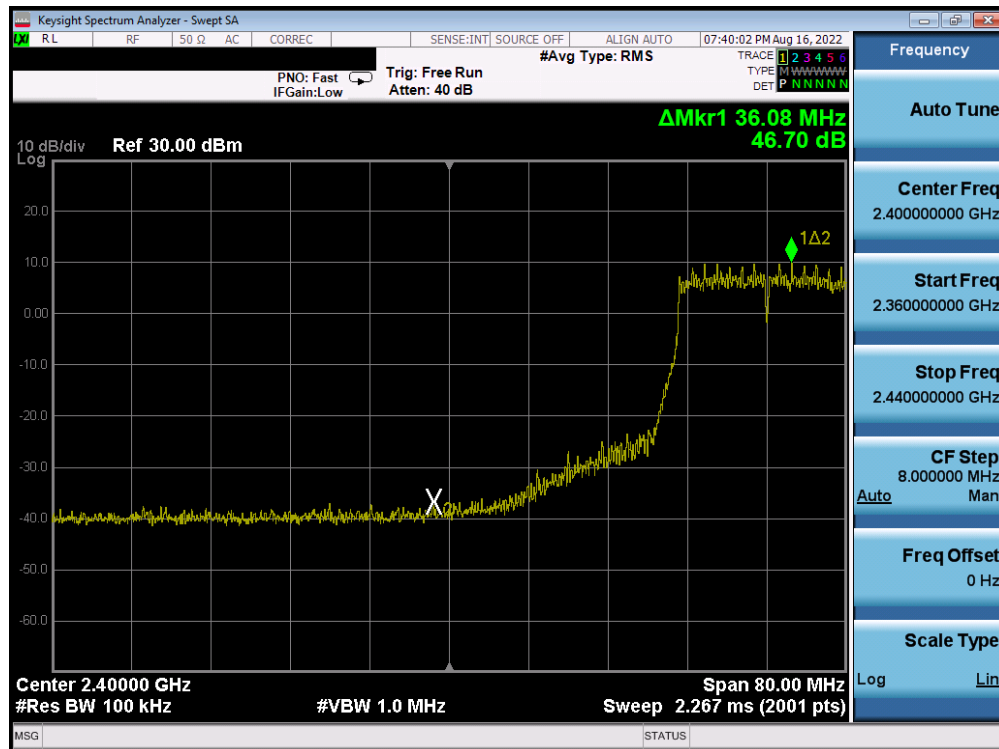 Keysight Spectrum Analyzer - Swept SA
LXI RL RF 50 Ω AC CORREC SENSE:INT SOURCE OFF ALIGN AUTO 07:40:02 PM Aug 16, 2022
#Avg Type: RMS
TRACE 1 2 3 4 5 6
PNO: Fast Trig: Free Run TYPE M WWWWW
IFGain:Low Atten: 40 dB DET P N N N N N
ΔMkr1 36.08 MHz
46.70 dB
10 dB/div Ref 30.00 dBm
Log
1Δ2
20.0
10.0
0.00
-10.0
-20.0
-30.0
-40.0
-50.0
-60.0
Center 2.40000 GHz Span 80.00 MHz
#Res BW 100 kHz #VBW 1.0 MHz Sweep 2.267 ms (2001 pts)
MSG STATUS
Frequency
Auto Tune
Center Freq
2.400000000 GHz
Start Freq
2.360000000 GHz
Stop Freq
2.440000000 GHz
CF Step
8.000000 MHz
Auto Man
Freq Offset
0 Hz
Scale Type
Log Lin